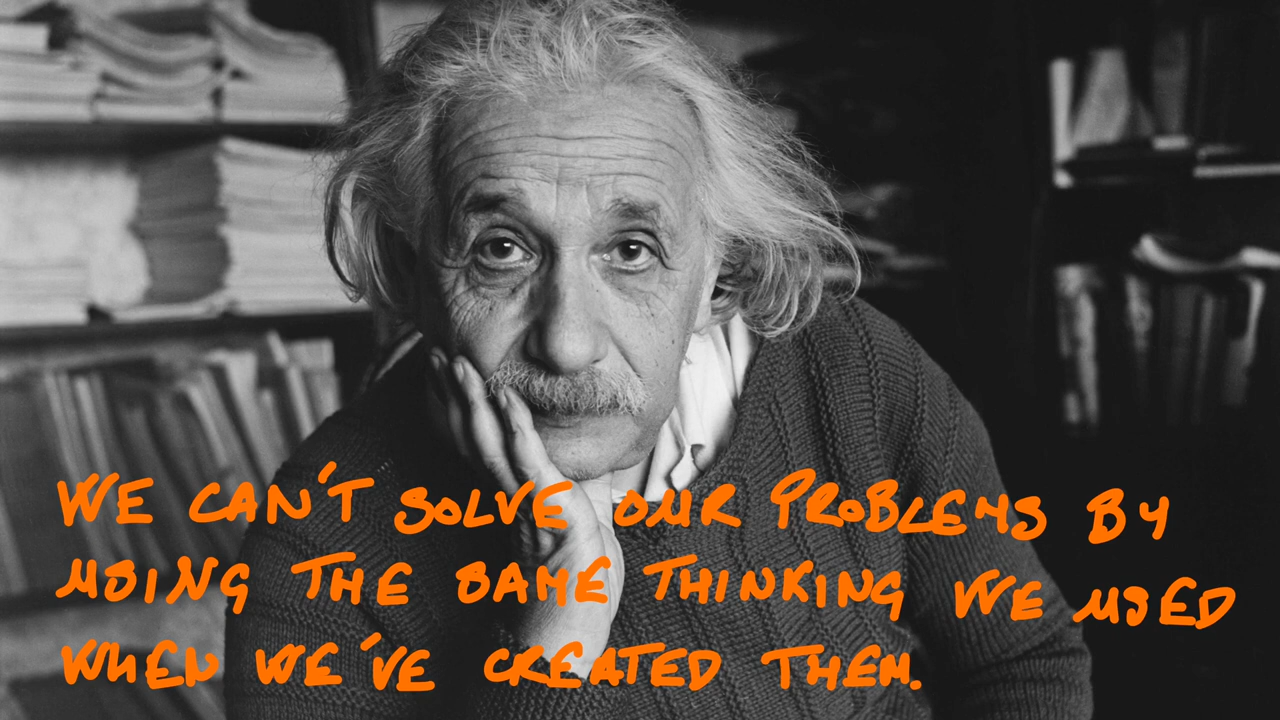 WE CAN'T SOLVE OUR PROBLEMS BY
USING THE SAME THINKING WE USED
WHEN WE'VE CREATED THEM.